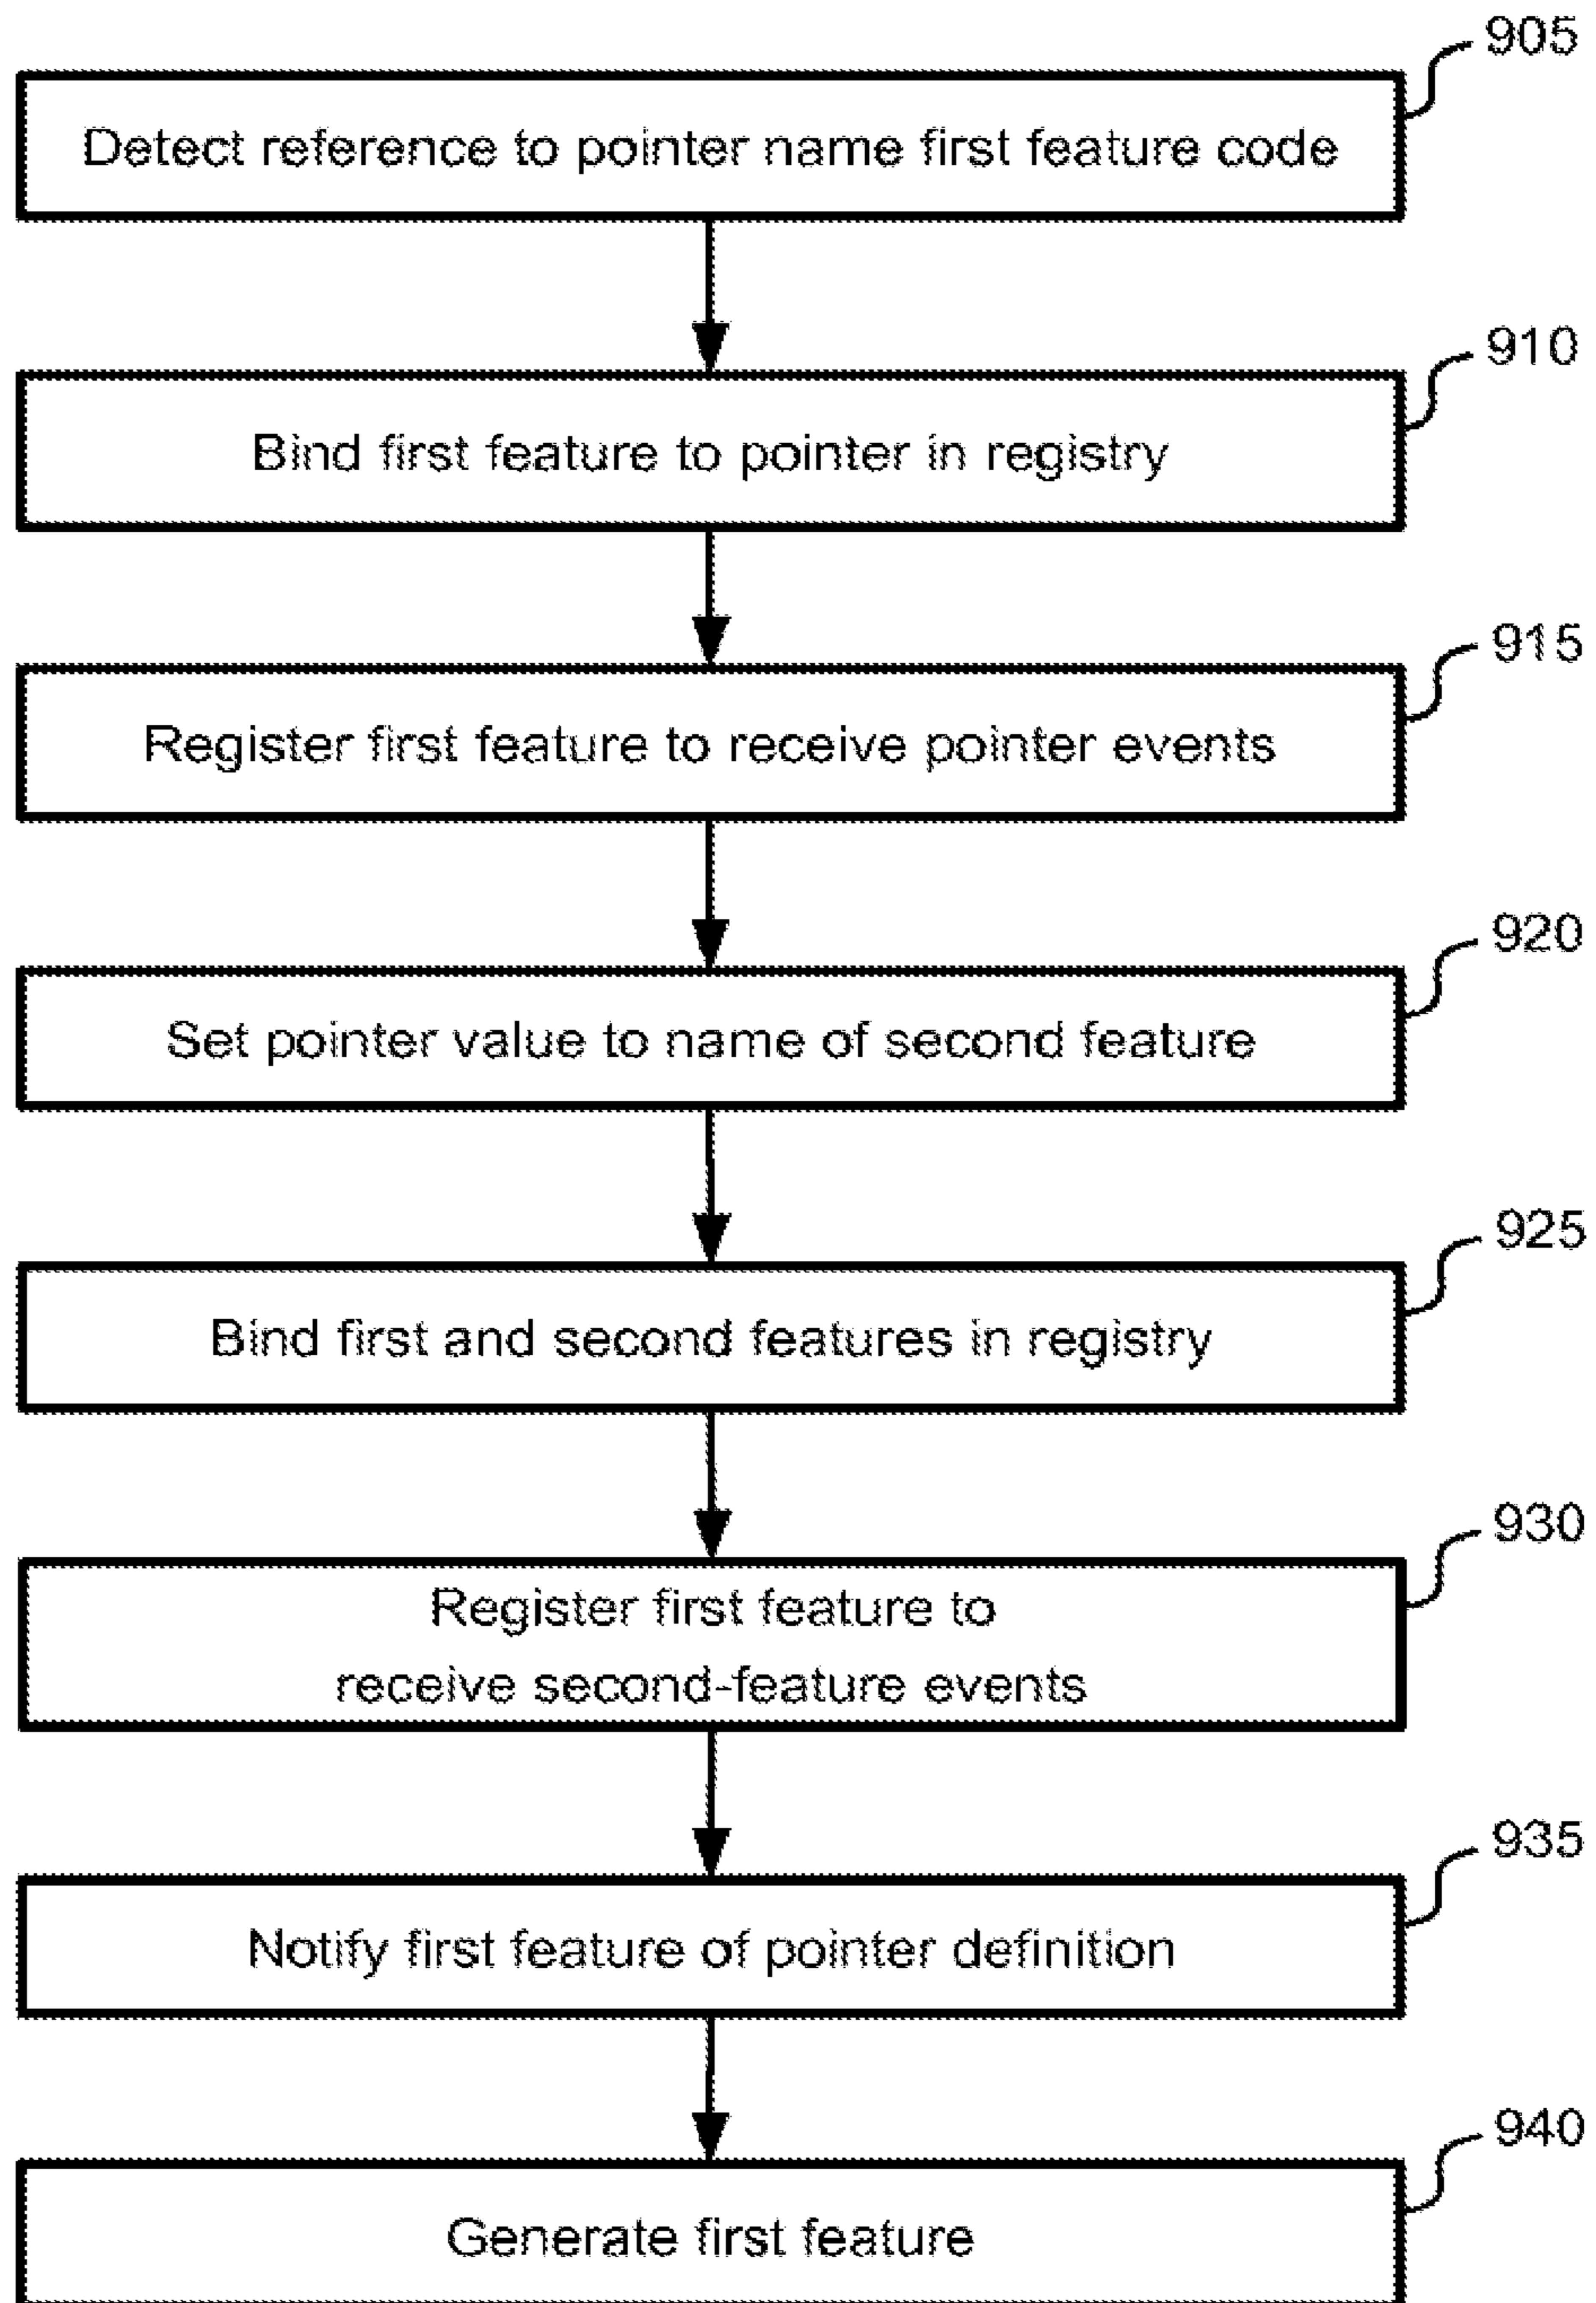 905
Detect reference to pointer name first feature code
910
Bind first feature to pointer in registry
915
Register first feature to receive pointer events
920
Set pointer value to name of second feature
925
Bind first and second features in registry
930
Register first feature to
receive second-feature events
935
Notify first feature of pointer definition
940
Generate first feature